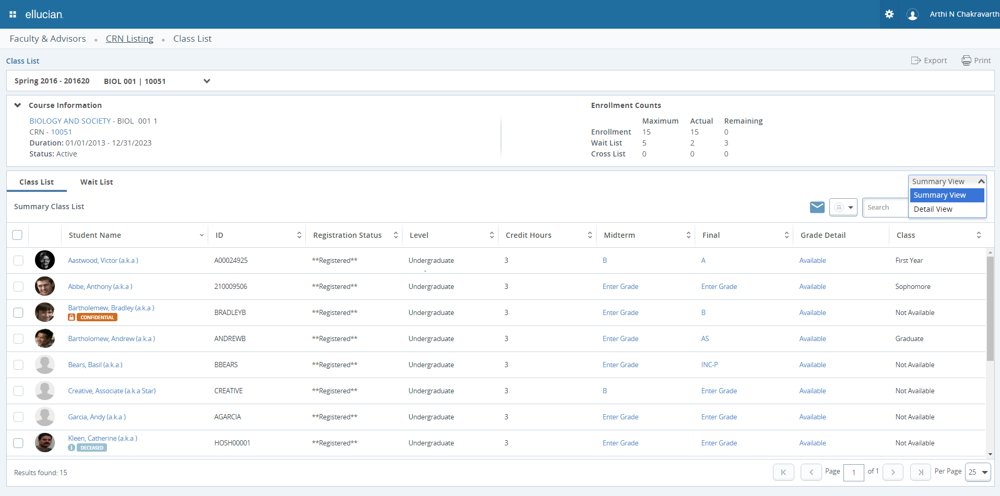 ellucian.
Arthi N Chakravarth
Faculty & Advisors • CRN Listing • Class List
Class List
Export Print
Spring 2016 - 201620 BIOL 001 | 10051
Course Information
BIOLOGY AND SOCIETY - BIOL 001 1
CRN - 10051
Duration: 01/01/2013 - 12/31/2023
Status: Active
Enrollment Counts
Maximum Actual Remaining
Enrollment 15 15 0
Wait List 5 2 3
Cross List 0 0 0
Class List Wait List
Summary View
Summary View
Detail View
Summary Class List
Search
Student Name ID Registration Status Level Credit Hours Midterm Final Grade Detail Class
Aastwood, Victor (a.k.a ) A00024925 **Registered** Undergraduate 3 B A Available First Year
Abbe, Anthony (a.k.a ) 210009506 **Registered** Undergraduate 3 Enter Grade Enter Grade Available Sophomore
Bartholemew, Bradley (a.k.a ) BRADLEYB **Registered** Undergraduate 3 Enter Grade B Available Not Available
CONFIDENTIAL
Bartholomew, Andrew (a.k.a ) ANDREWB **Registered** Undergraduate 3 Enter Grade AS Available Graduate
Bears, Basil (a.k.a ) BBEARS **Registered** Undergraduate 3 Enter Grade INC-P Available Not Available
Creative, Associate (a.k.a Star) CREATIVE **Registered** Undergraduate 3 B Enter Grade Available Not Available
Garcia, Andy (a.k.a ) AGARCIA **Registered** Undergraduate 3 Enter Grade Enter Grade Available Not Available
Kleen, Catherine (a.k.a ) HOSH00001 **Registered** Undergraduate 3 Enter Grade Enter Grade Available Not Available
DECEASED
Results found: 15
Page 1 of 1 Per Page 25